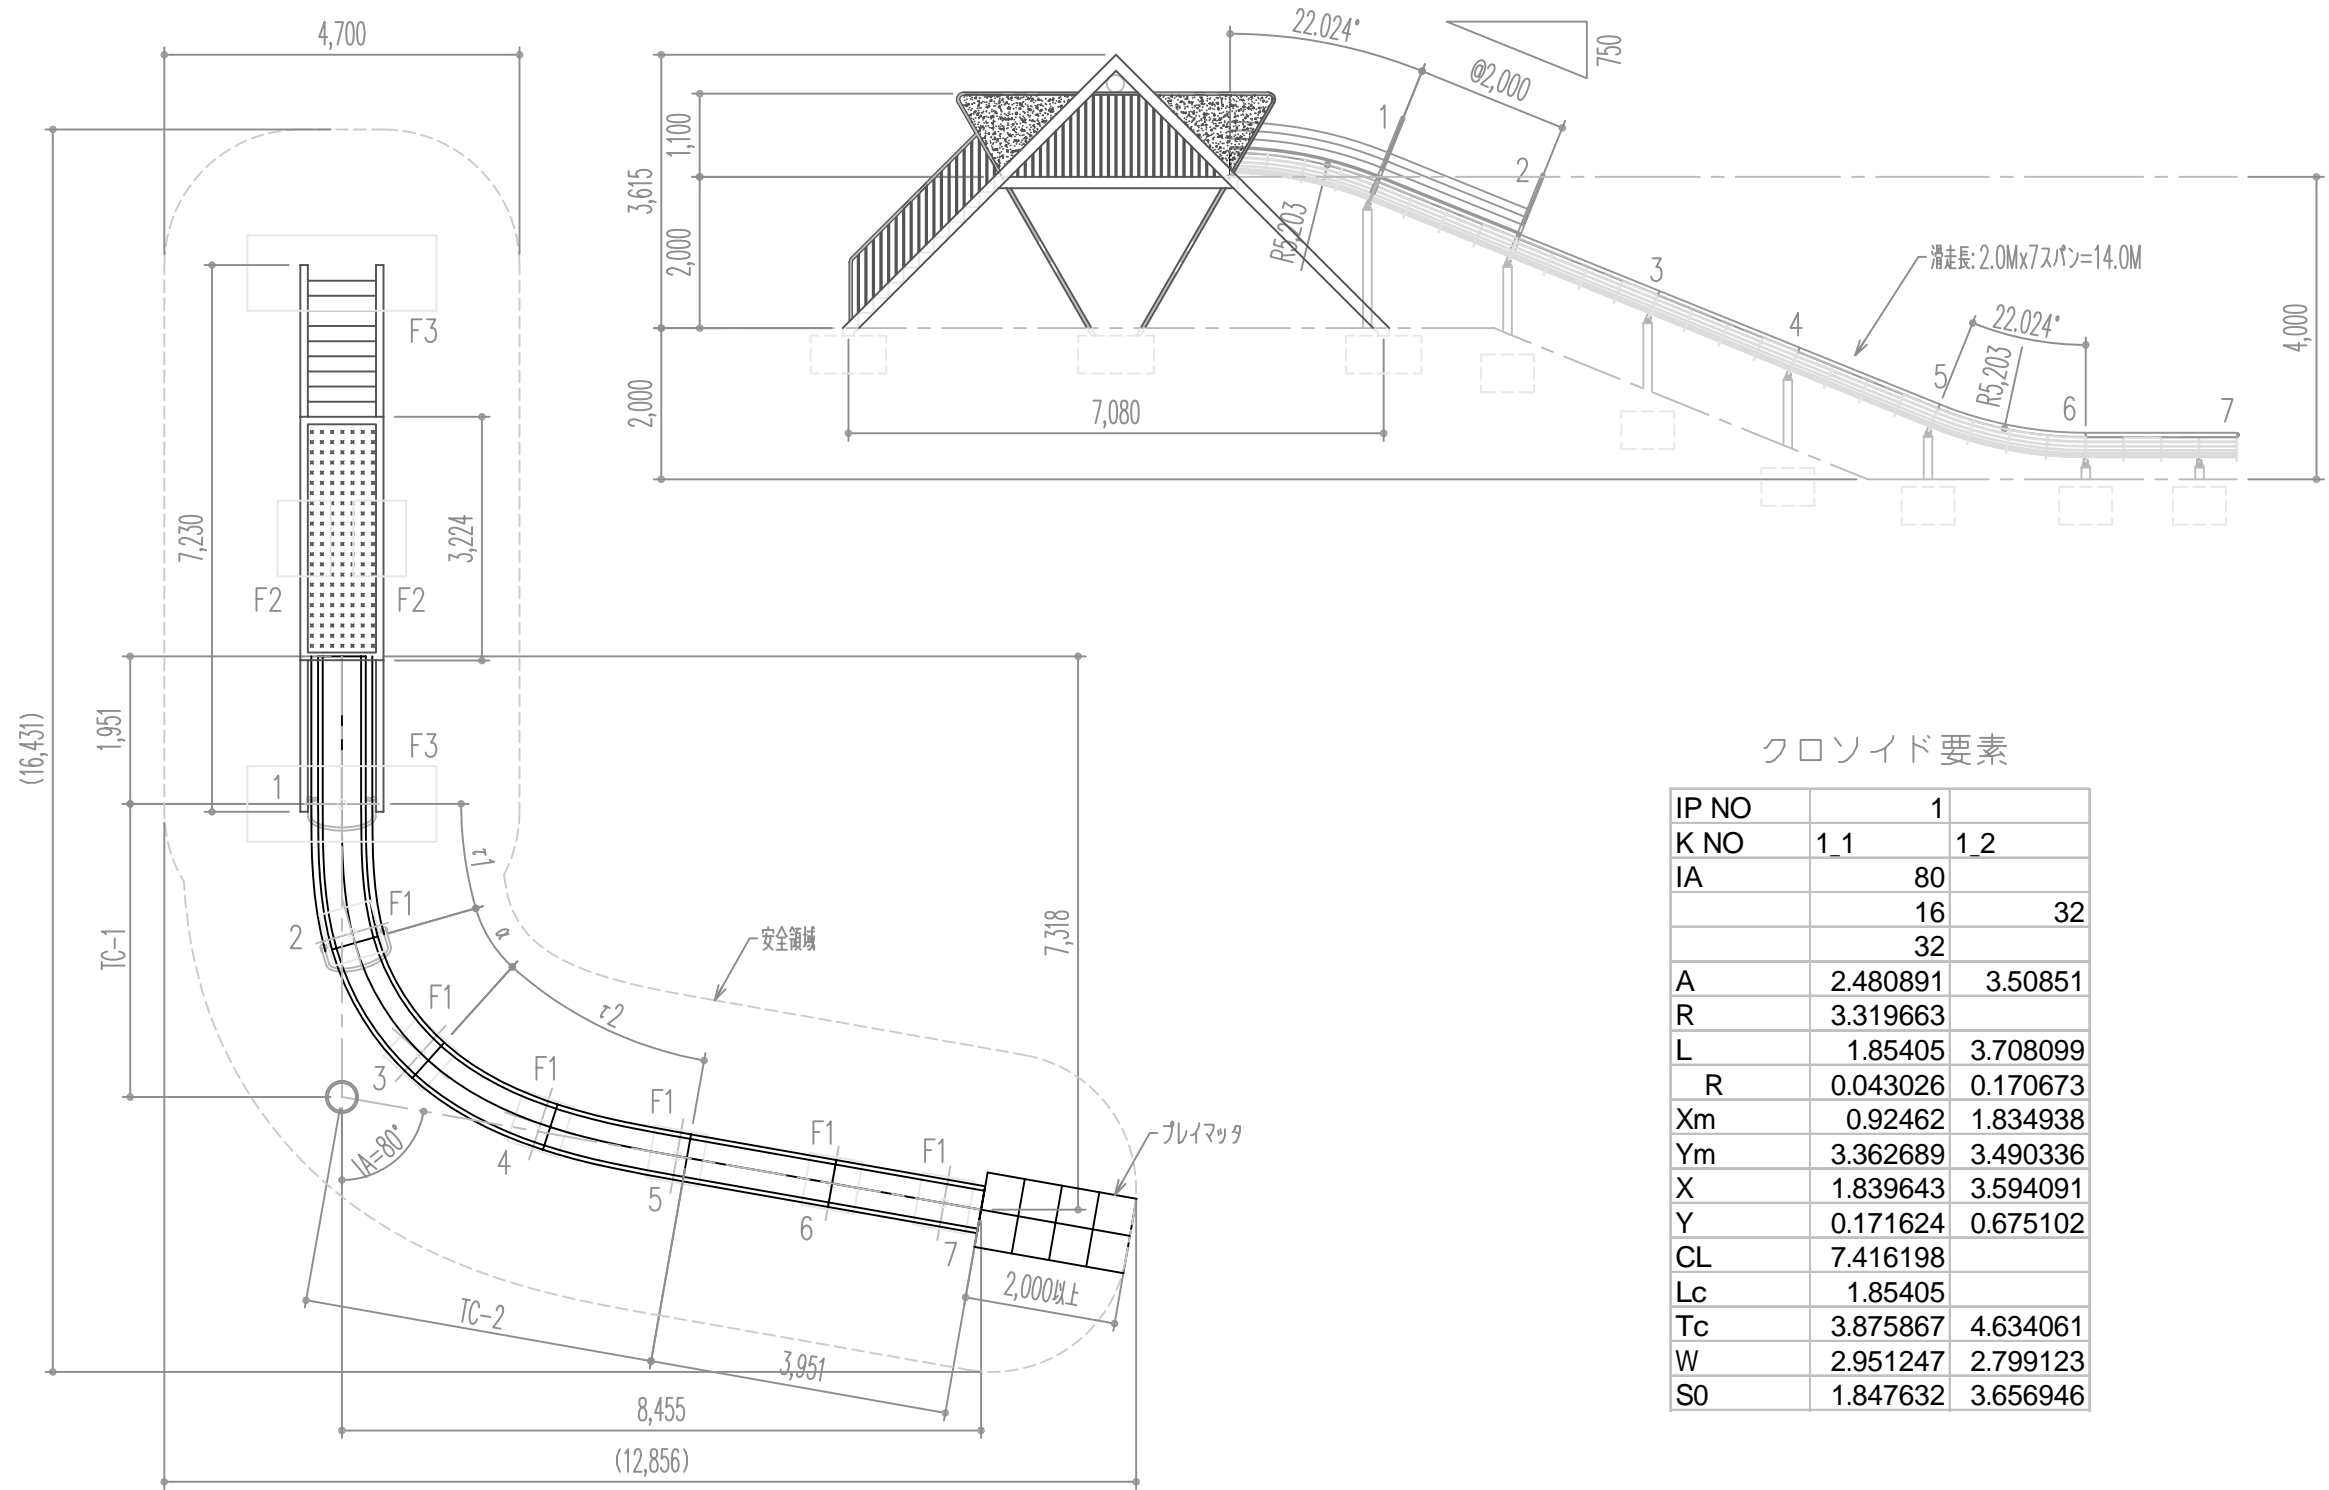 4,700
22.024°
750
@2,000
1
1,100
3,615
2
2,000
R5,203
3
滑走長: 2.0Mx7スパン=14.0M
F3
4
22.024°
4,000
5
R5,203
6
7
2,000
7,080
7,230
3,224
F2
F2
(16,431)
1,951
F3
1
τ1
TC-1
F1
2
α
安全領域
7,318
F1
τ2
3
F1
F1
IA=80°
4
F1
F1
プレイマッタ
5
6
7
2,000以上
TC-2
3,951
8,455
(12,856)
クロソイド要素
IP NO 1
K NO 1_1 1_2
IA 80
16 32
32
A 2.480891 3.50851
R 3.319663
L 1.85405 3.708099
R 0.043026 0.170673
Xm 0.92462 1.834938
Ym 3.362689 3.490336
X 1.839643 3.594091
Y 0.171624 0.675102
CL 7.416198
Lc 1.85405
Tc 3.875867 4.634061
W 2.951247 2.799123
S0 1.847632 3.656946